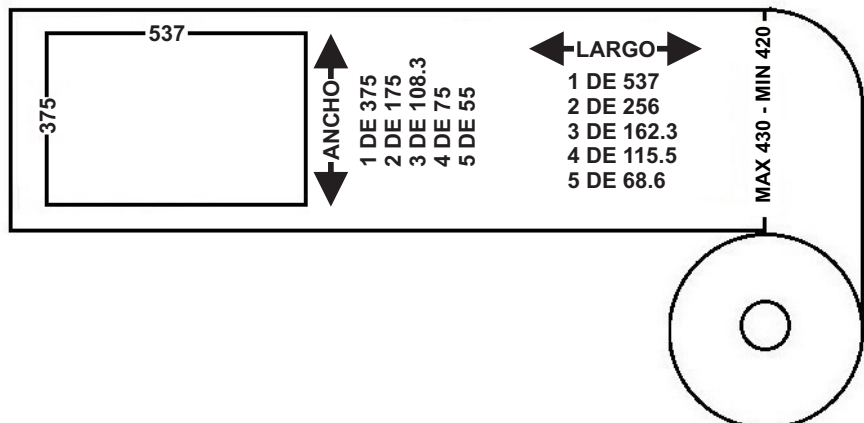 537
375
ANCHO
1 DE 375
2 DE 175
3 DE 108.3
4 DE 75
5 DE 55
LARGO
1 DE 537
2 DE 256
3 DE 162.3
4 DE 115.5
5 DE 68.6
MAX 430 - MIN 420